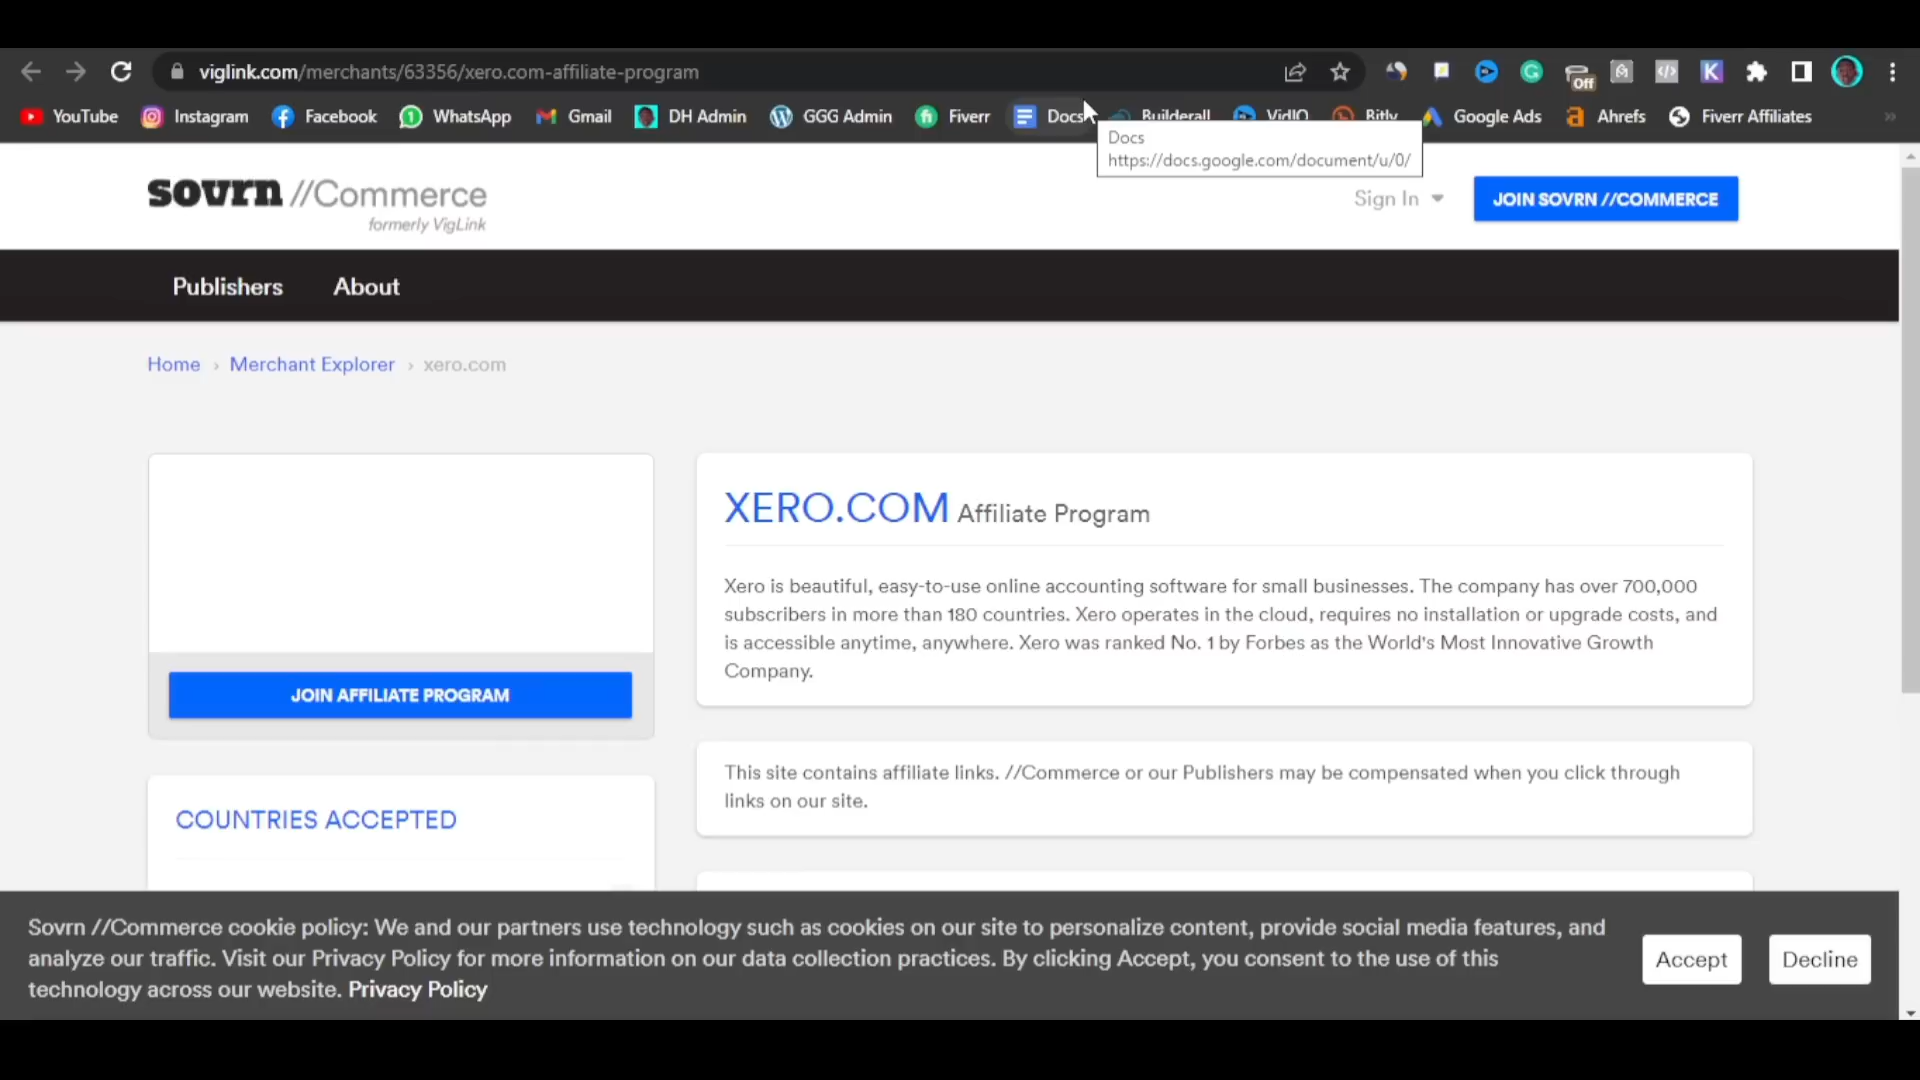 viglink.com/merchants/63356/xero.com-affiliate-program
Off
YouTube Instagram Facebook WhatsApp Gmail DH Admin GGG Admin Fiverr Docs Builderall VidIQ Bitly Google Ads Ahrefs Fiverr Affiliates
Docs
https://docs.google.com/document/u/0/
sovrn //Commerce
formerly VigLink
Sign In
JOIN SOVRN //COMMERCE
Publishers About
Home › Merchant Explorer › xero.com
XERO.COM Affiliate Program
Xero is beautiful, easy-to-use online accounting software for small businesses. The company has over 700,000
subscribers in more than 180 countries. Xero operates in the cloud, requires no installation or upgrade costs, and
is accessible anytime, anywhere. Xero was ranked No. 1 by Forbes as the World's Most Innovative Growth
Company.
JOIN AFFILIATE PROGRAM
This site contains affiliate links. //Commerce or our Publishers may be compensated when you click through
links on our site.
COUNTRIES ACCEPTED
Sovrn //Commerce cookie policy: We and our partners use technology such as cookies on our site to personalize content, provide social media features, and
analyze our traffic. Visit our Privacy Policy for more information on our data collection practices. By clicking Accept, you consent to the use of this
technology across our website. Privacy Policy
Accept
Decline